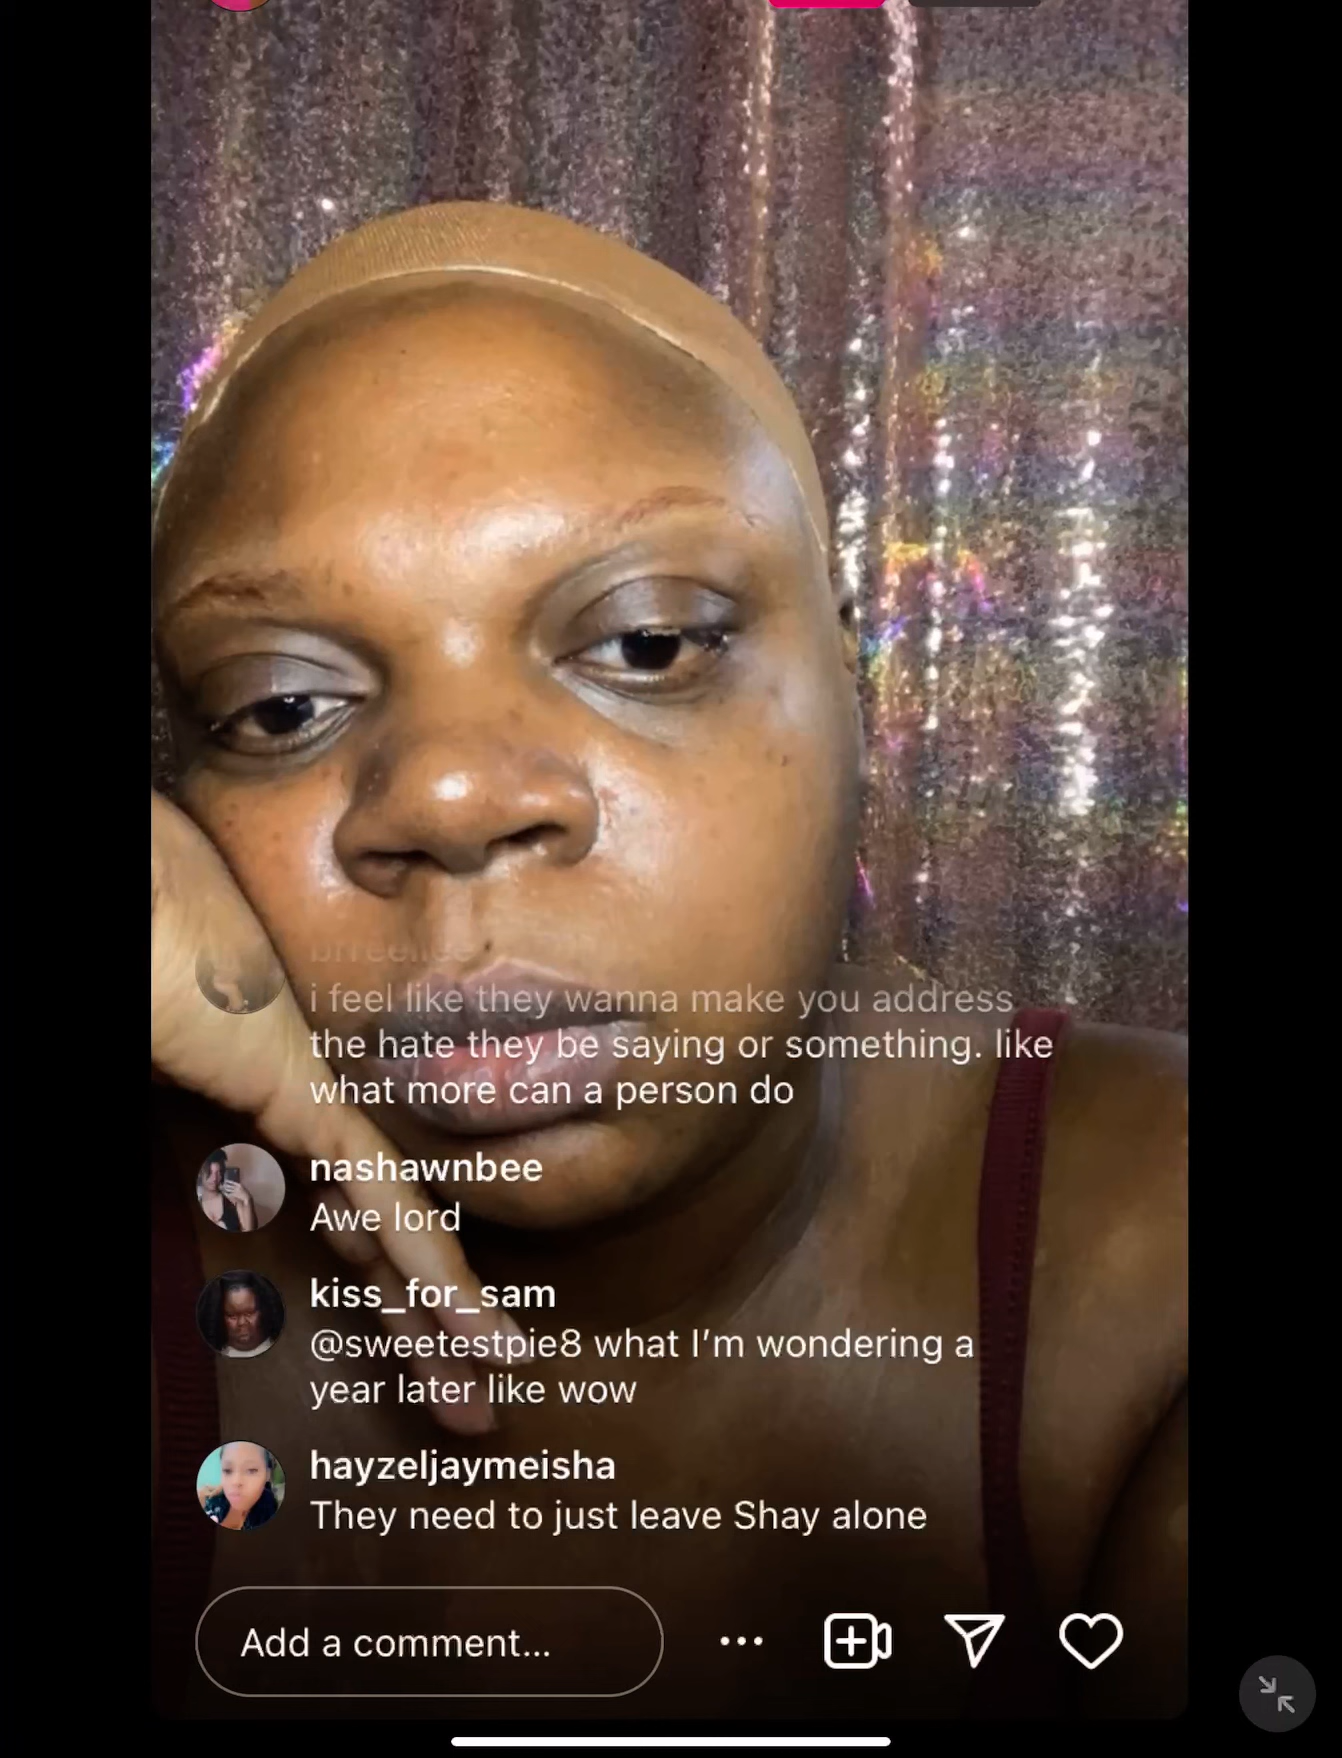 i feel like they wanna make you address
the hate they be saying or something. like
what more can a person do
nashawnbee
Awe lord
kiss_for_sam
@sweetestpie8 what I’m wondering a
year later like wow
hayzeljaymeisha
They need to just leave Shay alone
Add a comment...